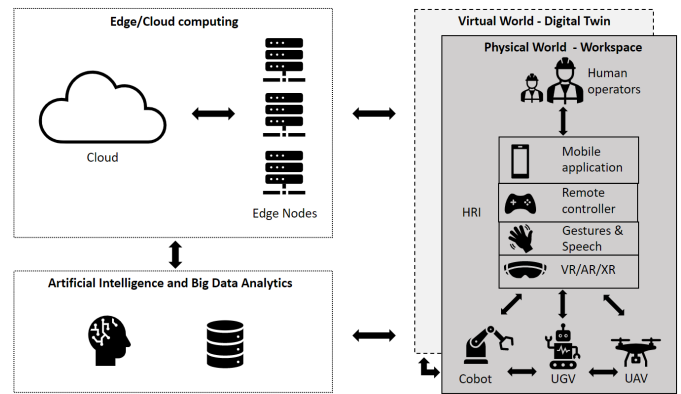 Edge/Cloud computing
Cloud
Edge Nodes
Artificial Intelligence and Big Data Analytics
Virtual World - Digital Twin
Physical World - Workspace
Human
operators
HRI
Mobile
application
Remote
controller
Gestures &
Speech
VR/AR/XR
Cobot
UGV
UAV